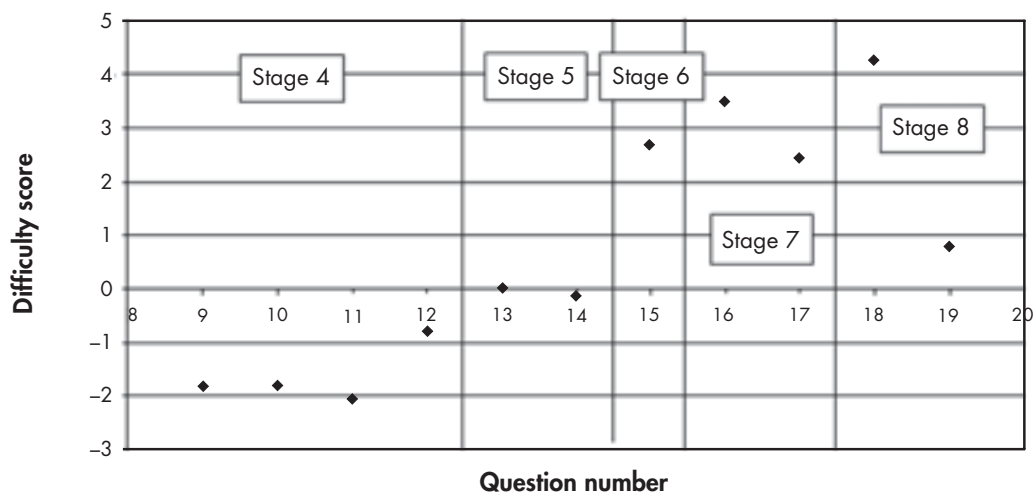 5
4
3
2
1
0
–1
–2
–3
Difficulty score
Stage 4
Stage 5
Stage 6
Stage 7
Stage 8
8 9 10 11 12 13 14 15 16 17 18 19 20
Question number